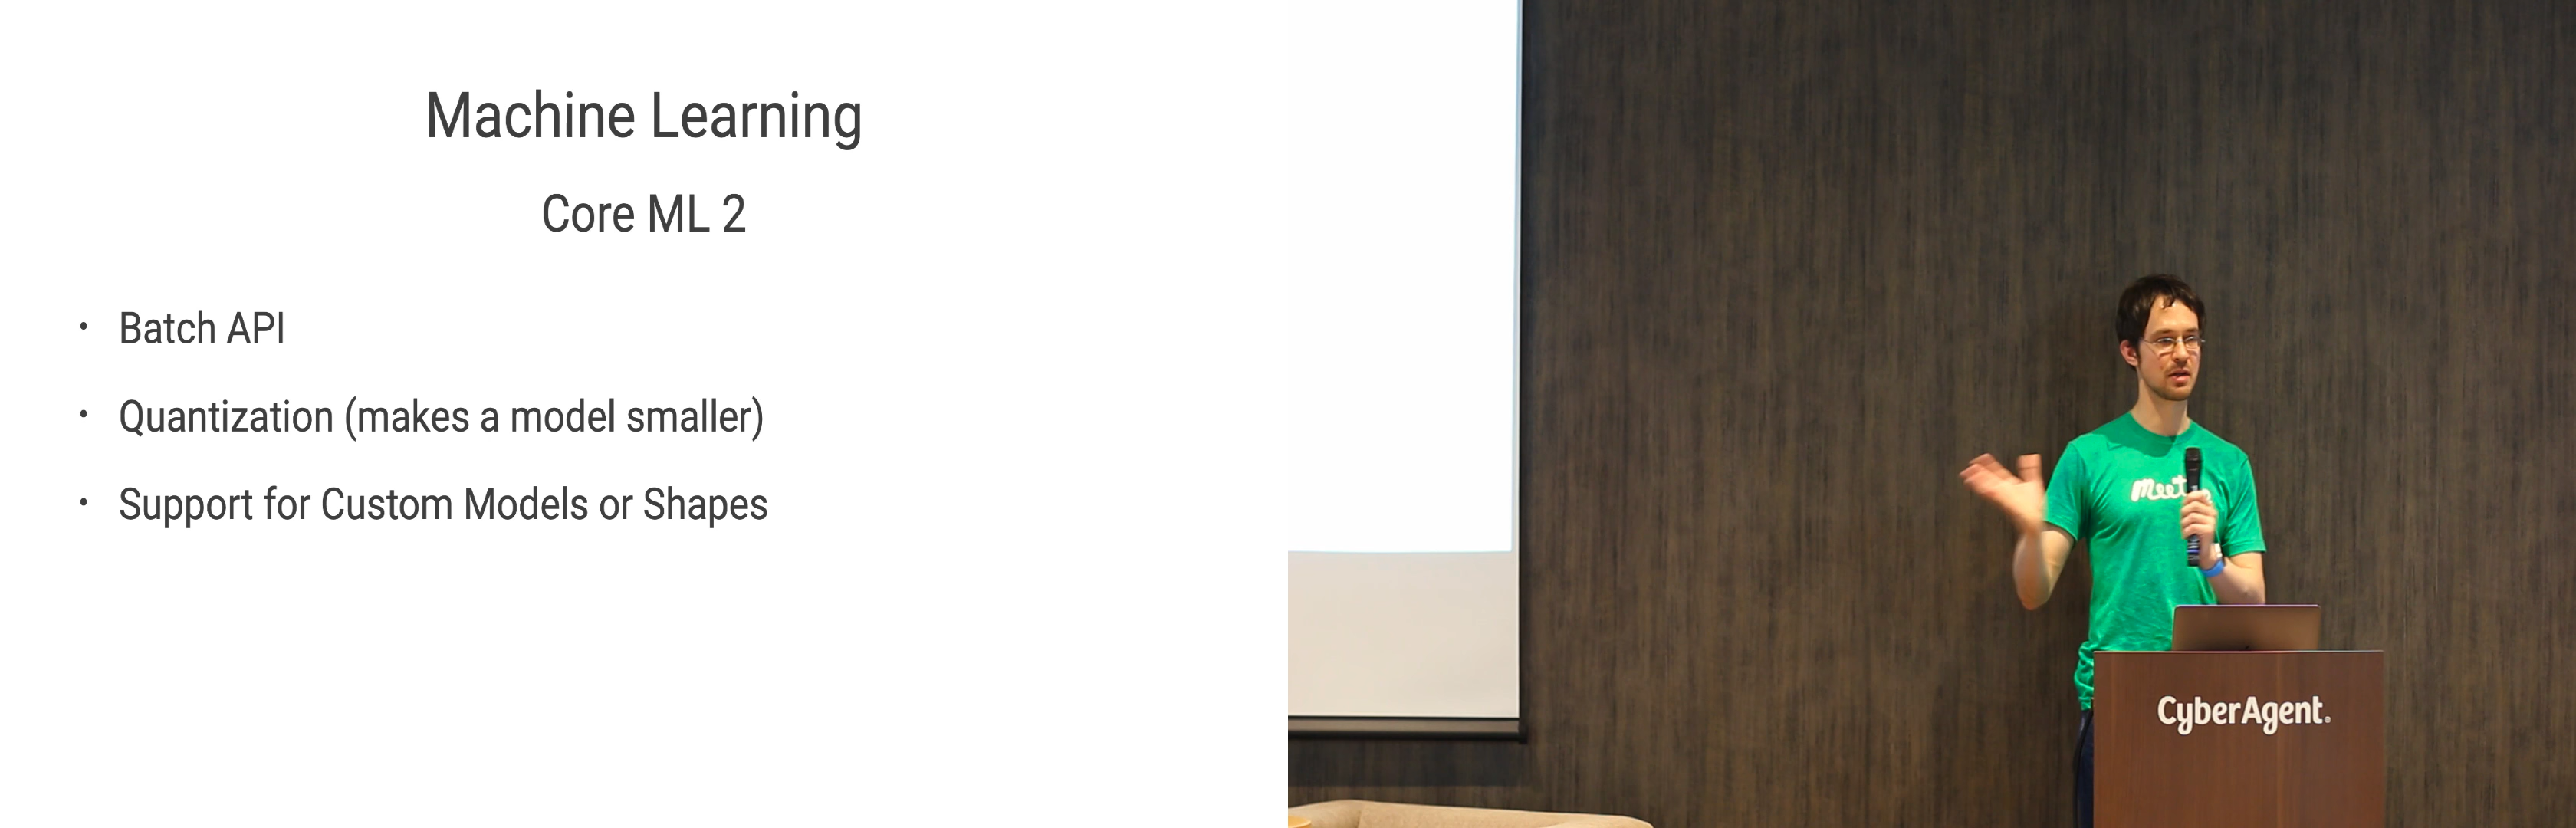 Machine Learning
Core ML 2
· Batch API
· Quantization (makes a model smaller)
· Support for Custom Models or Shapes
CyberAgent.